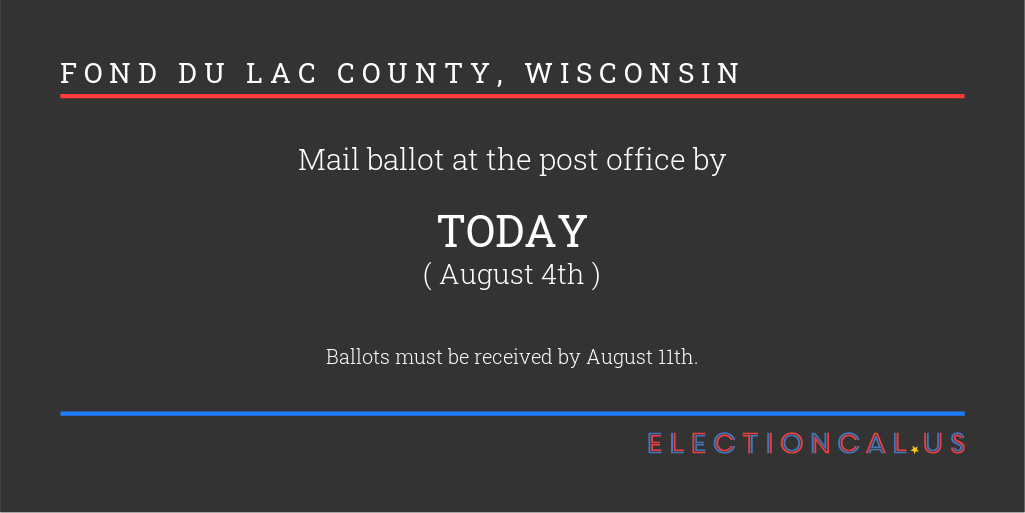 FOND DU LAC COUNTY, WISCONSIN
Mail ballot at the post office by
TODAY
( August 4th )
Ballots must be received by August 11th.
ELECTIONCAL.US